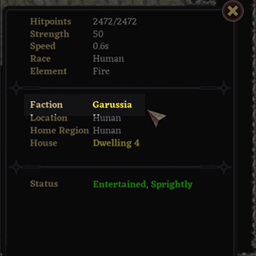 Hitpoints 2472/2472
Strength 50
Speed 0.6s
Race Human
Element Fire
Faction Garussia
Location Hunan
Home Region Hunan
House Dwelling 4
Status Entertained, Sprightly